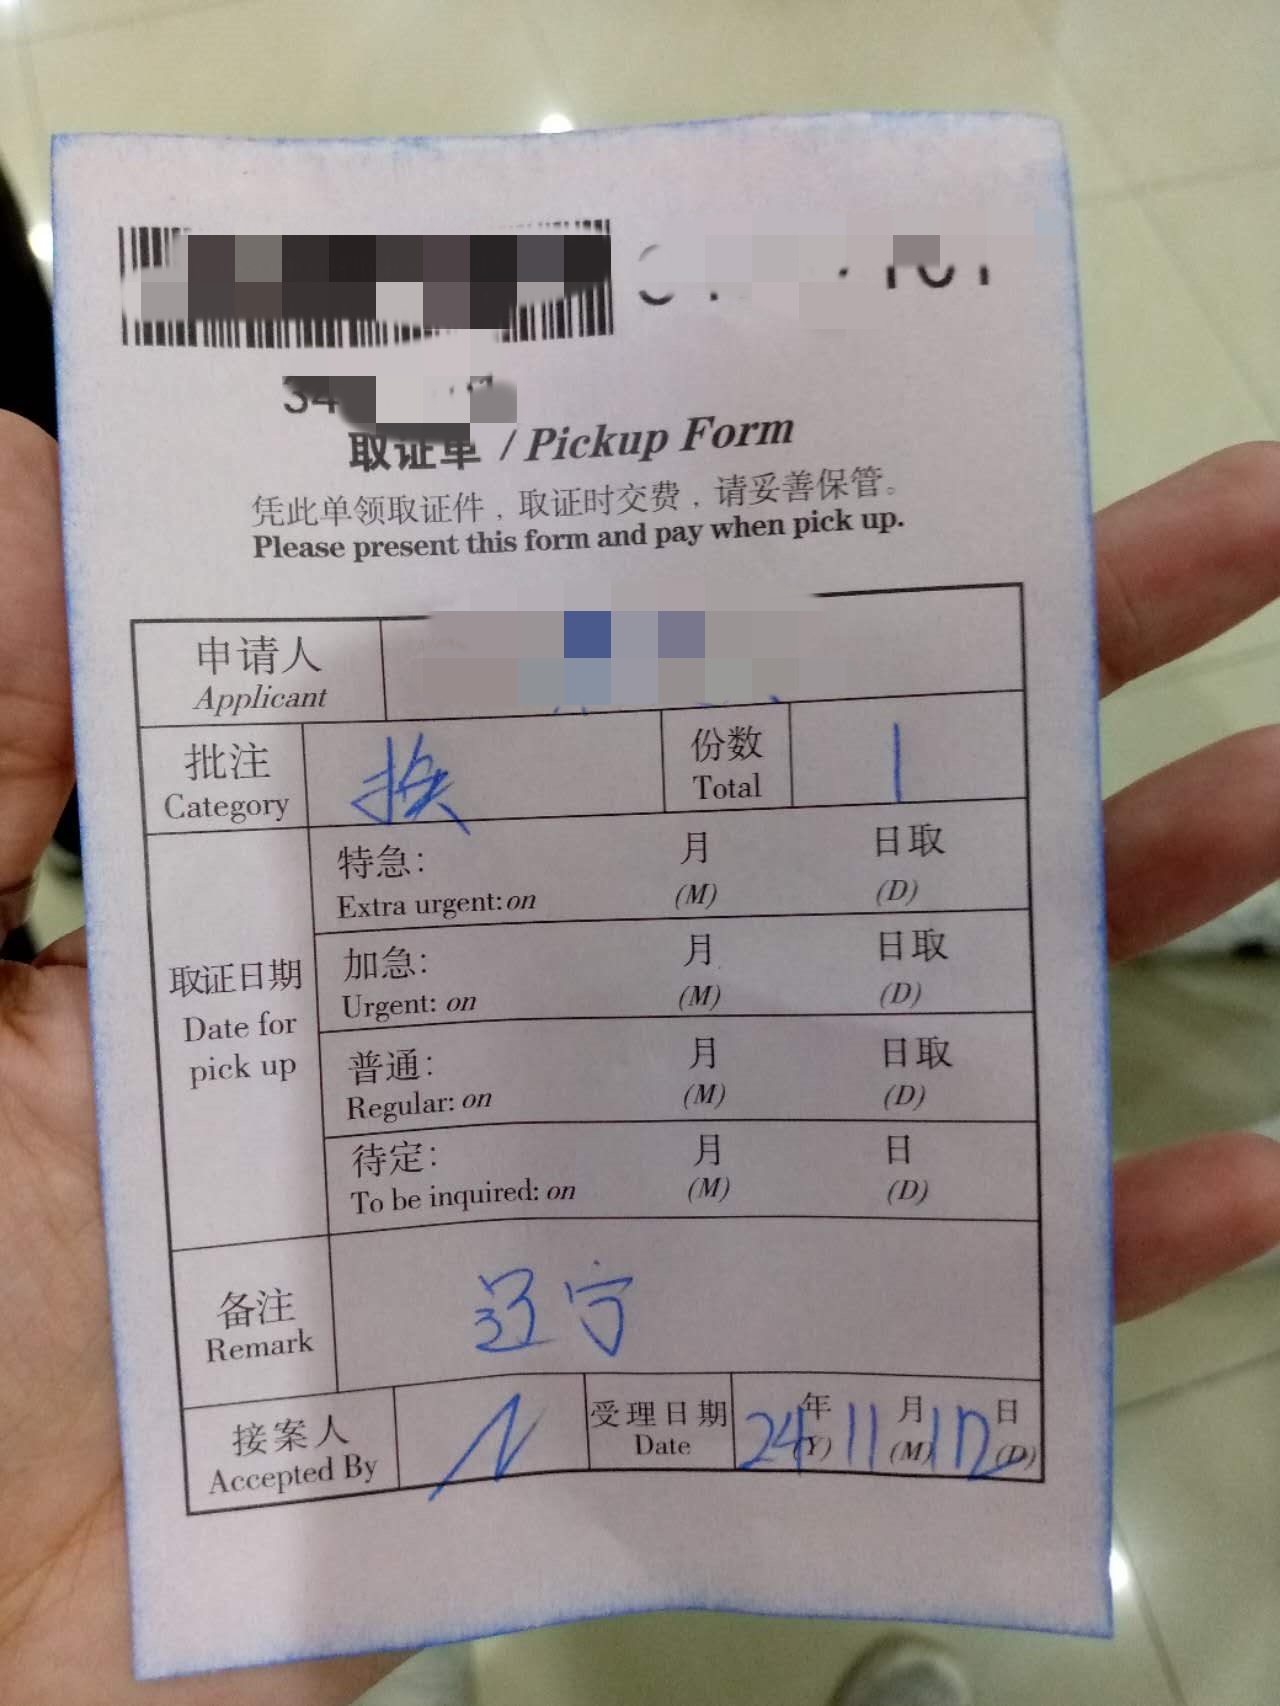 取证单 / Pickup Form
凭此单领取证件，取证时交费，请妥善保管。
Please present this form and pay when pick up.
申请人
Applicant
批注 换 份数 1
Category Total
特急: 月 日取
Extra urgent: on (M) (D)
加急: 月 日取
Urgent: on (M) (D)
取证日期
Date for
pick up
普通: 月 日取
Regular: on (M) (D)
待定: 月 日
To be inquired: on (M) (D)
备注 辽宁
Remark
接案人 受理日期 24年 11月 日
Accepted By Date (Y) (M) (D)